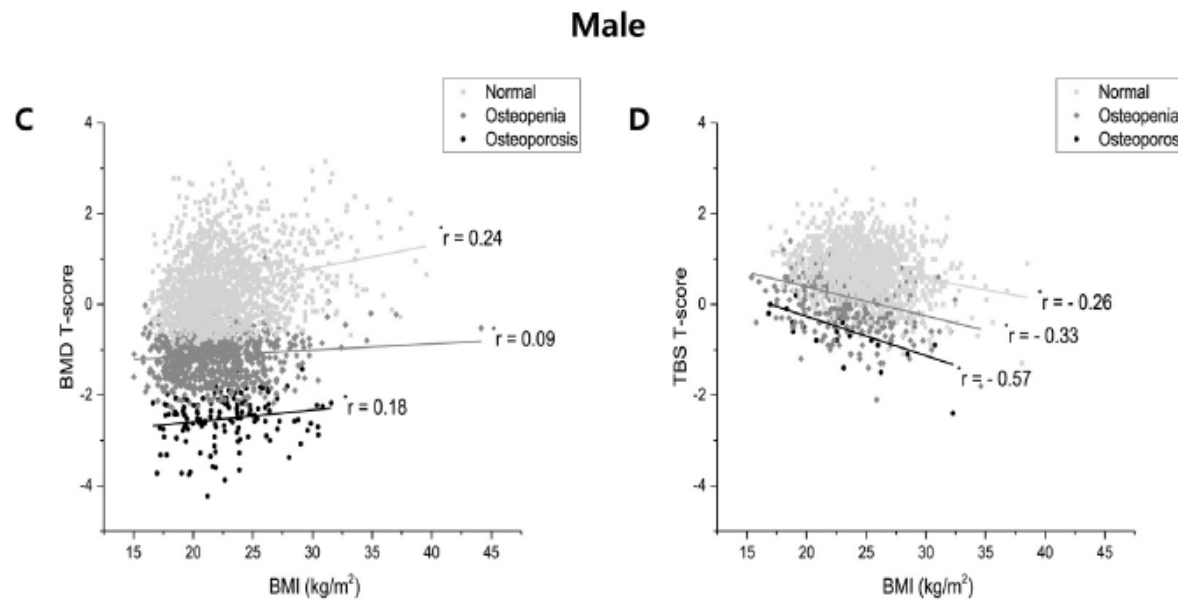 Male
C
Normal
Osteopenia
Osteoporosis
4
2
0
-2
-4
BMD T-score
* r = 0.24
* r = 0.09
* r = 0.18
15 20 25 30 35 40 45
BMI (kg/m²)
D
Normal
Osteopenia
Osteoporos
4
2
0
-2
-4
TBS T-score
* r = - 0.26
* r = - 0.33
* r = - 0.57
15 20 25 30 35 40 45
BMI (kg/m²)